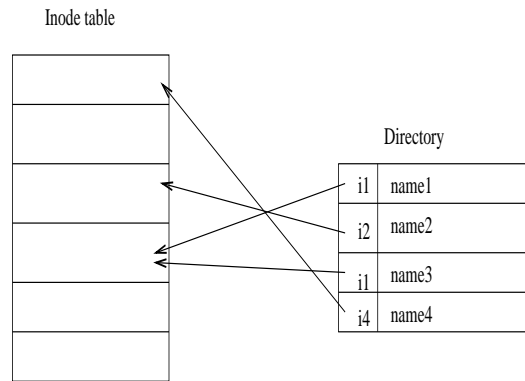 Inode table
Directory
i1 name1
i2 name2
i1 name3
i4 name4